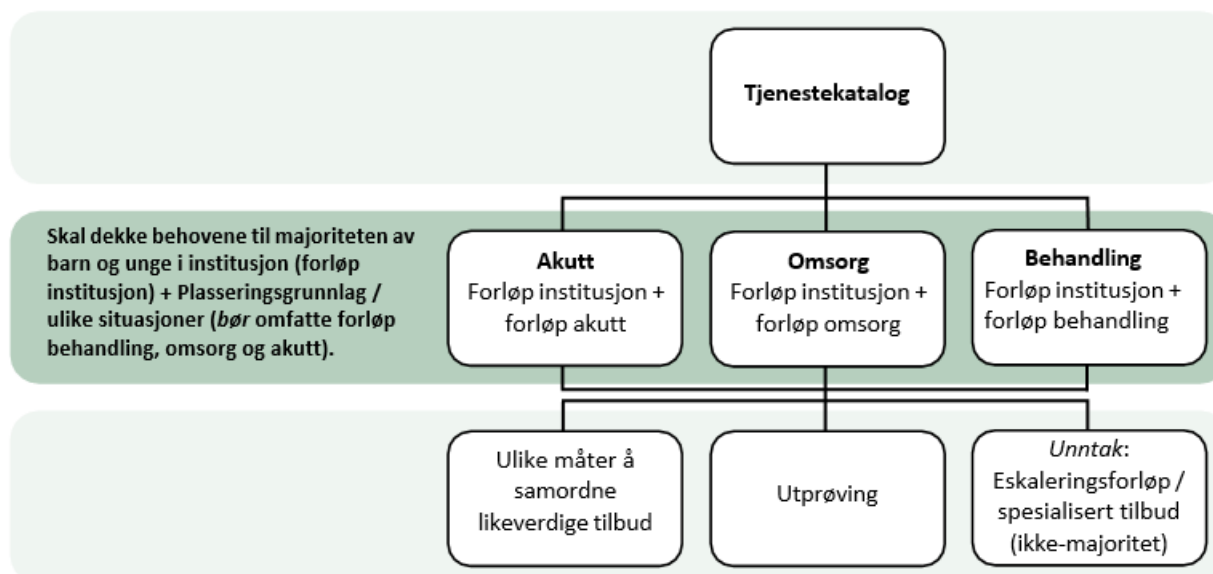 Tjenestekatalog
Skal dekke behovene til majoriteten av
barn og unge i institusjon (forløp
institusjon) + Plasseringsgrunnlag /
ulike situasjoner (bør omfatte forløp
behandling, omsorg og akutt).
Akutt
Forløp institusjon +
forløp akutt
Omsorg
Forløp institusjon +
forløp omsorg
Behandling
Forløp institusjon +
forløp behandling
Ulike måter å
samordne
likeverdige tilbud
Utprøving
Unntak:
Eskaleringsforløp /
spesialisert tilbud
(ikke-majoritet)